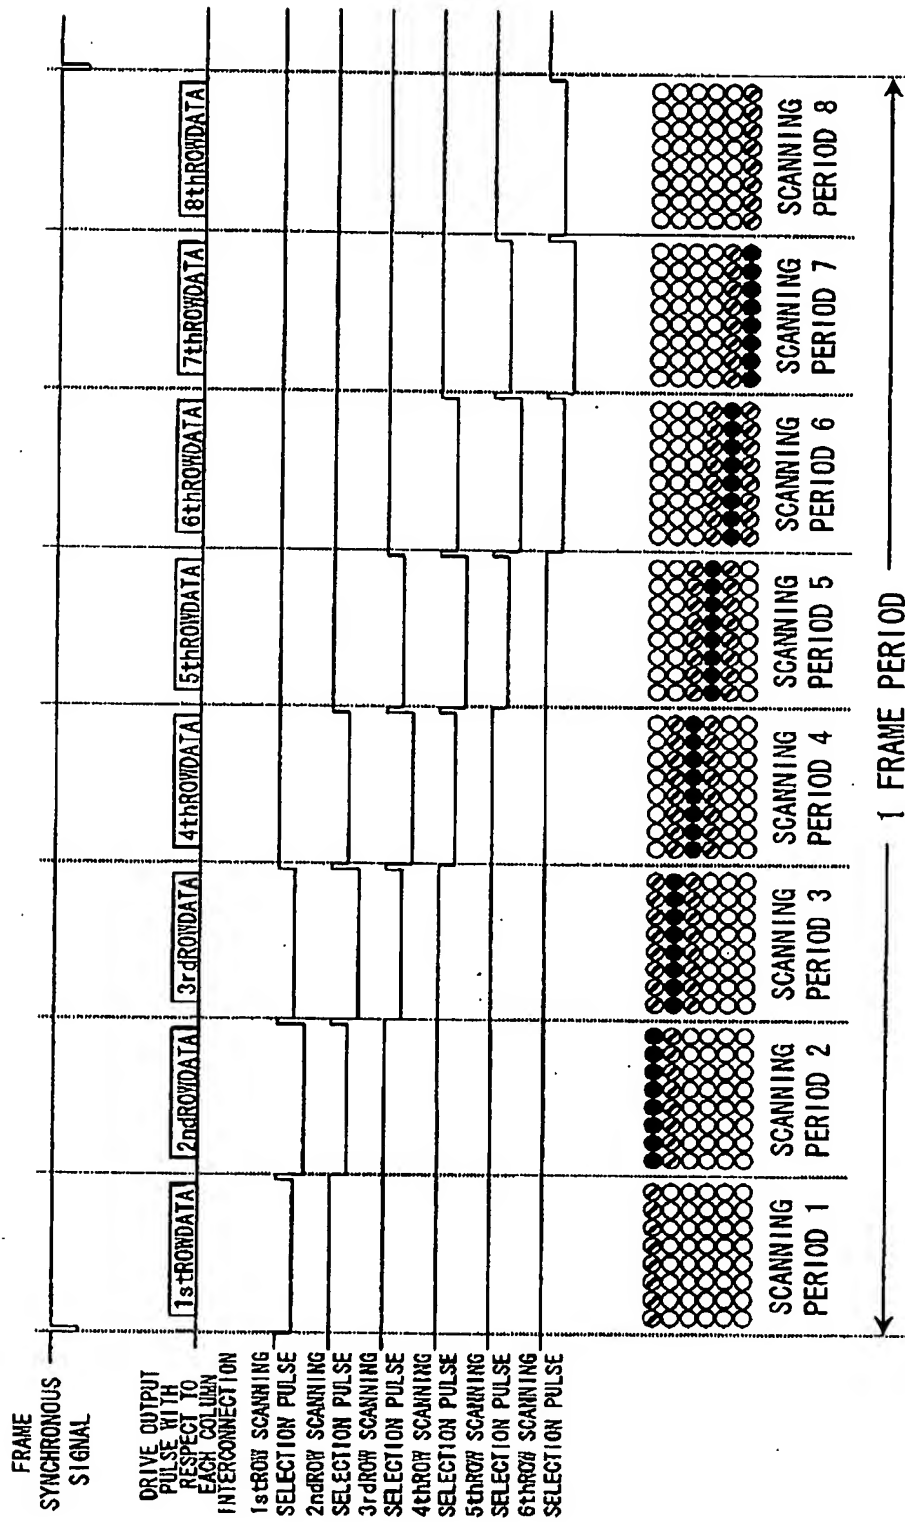 FRAME
SYNCHRONOUS
SIGNAL
DRIVE OUTPUT
PULSE WITH
RESPECT TO
EACH COLUMN
INTERCONNECTION
1stROWDATA
2ndROWDATA
3rdROWDATA
4thROWDATA
5thROWDATA
6thROWDATA
7thROWDATA
8thROWDATA
1stROW SCANNING
SELECTION PULSE
2ndROW SCANNING
SELECTION PULSE
3rdROW SCANNING
SELECTION PULSE
4thROW SCANNING
SELECTION PULSE
5thROW SCANNING
SELECTION PULSE
6thROW SCANNING
SELECTION PULSE
SCANNING
PERIOD 1
SCANNING
PERIOD 2
SCANNING
PERIOD 3
SCANNING
PERIOD 4
SCANNING
PERIOD 5
SCANNING
PERIOD 6
SCANNING
PERIOD 7
SCANNING
PERIOD 8
1 FRAME PERIOD